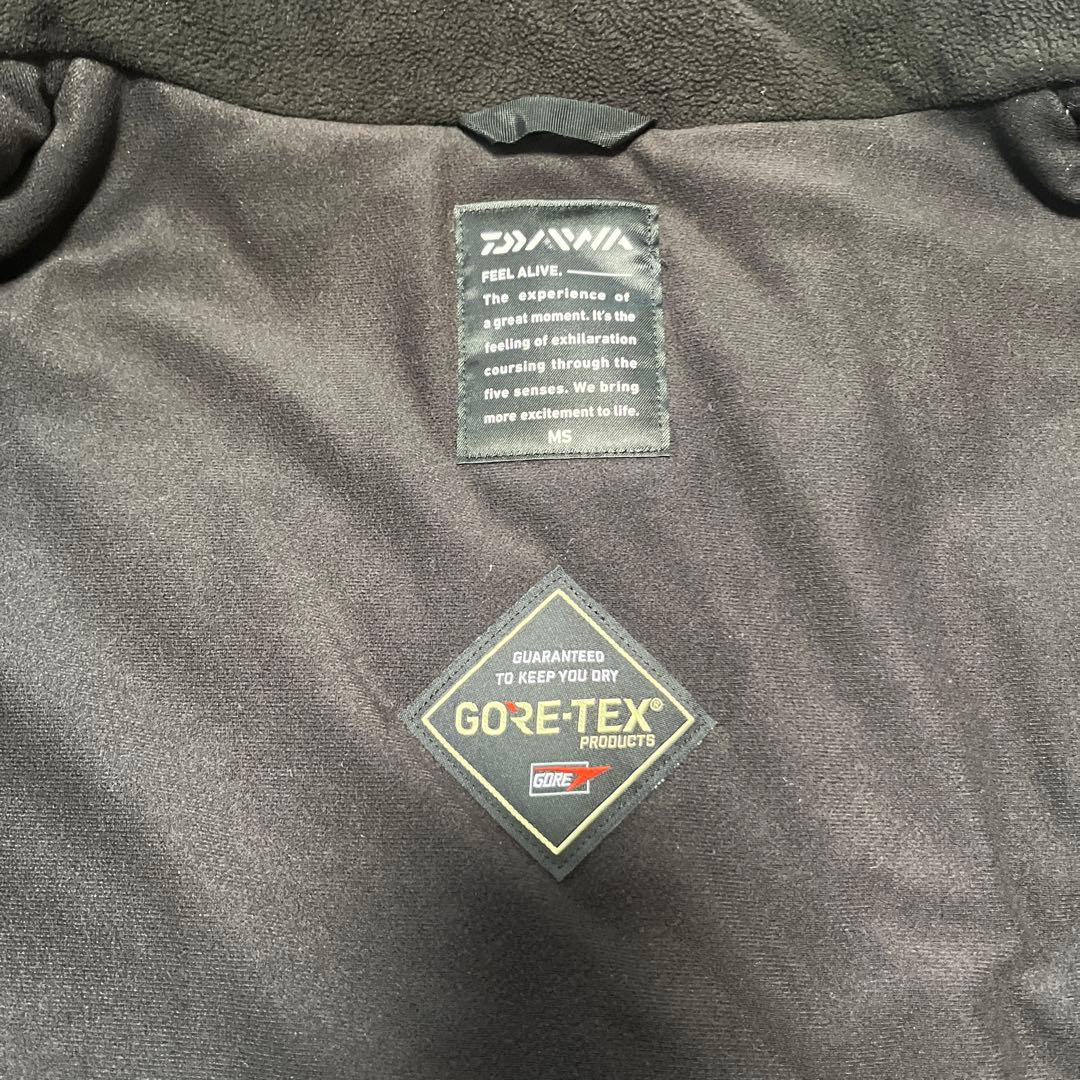 DAIWA
FEEL ALIVE.
The experience of
a great moment. It's the
feeling of exhilaration
coursing through the
five senses. We bring
more excitement to life.
MS
GUARANTEED
TO KEEP YOU DRY
GORE-TEX®
PRODUCTS
GORE